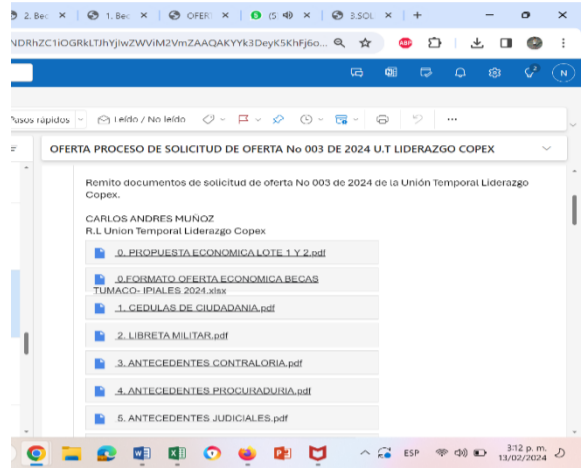 2. Bec
1. Bec
OFER
(5
3.SOL
NDRhZC1iOGRkLTJhYjIwZWViM2VmZAAQAKYYk3DeyK5KhFj6o...
ABP
N
Pasos rápidos
Leído / No leído
OFERTA PROCESO DE SOLICITUD DE OFERTA No 003 DE 2024 U.T LIDERAZGO COPEX
Remito documentos de solicitud de oferta No 003 de 2024 de la Unión Temporal Liderazgo
Copex.
CARLOS ANDRES MUÑOZ
R.L Union Temporal Liderazgo Copex
0. PROPUESTA ECONOMICA LOTE 1 Y 2.pdf
0.FORMATO OFERTA ECONOMICA BECAS
TUMACO- IPIALES 2024.xlsx
1. CEDULAS DE CIUDADANIA.pdf
2. LIBRETA MILITAR.pdf
3. ANTECEDENTES CONTRALORIA.pdf
4. ANTECEDENTES PROCURADURIA.pdf
5. ANTECEDENTES JUDICIALES.pdf
ESP
3:12 p. m.
13/02/2024